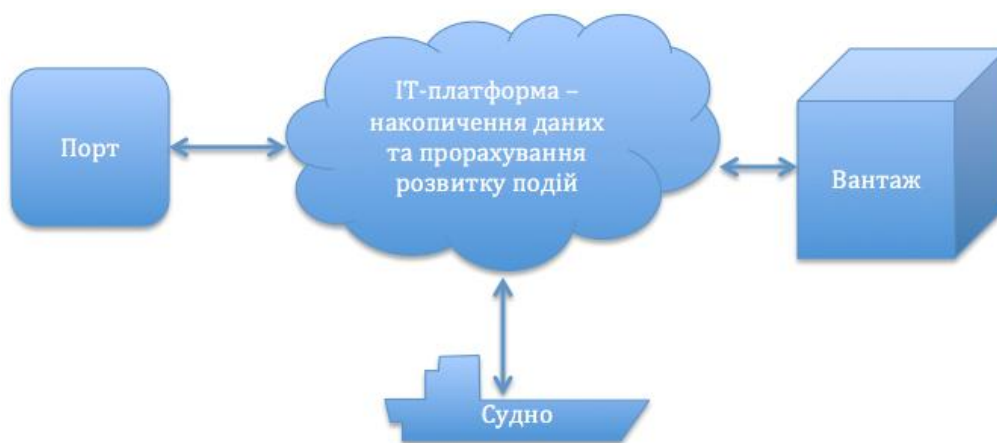 Порт
ІТ-платформа –
накопичення даних
та прорахування
розвитку подій
Вантаж
Судно